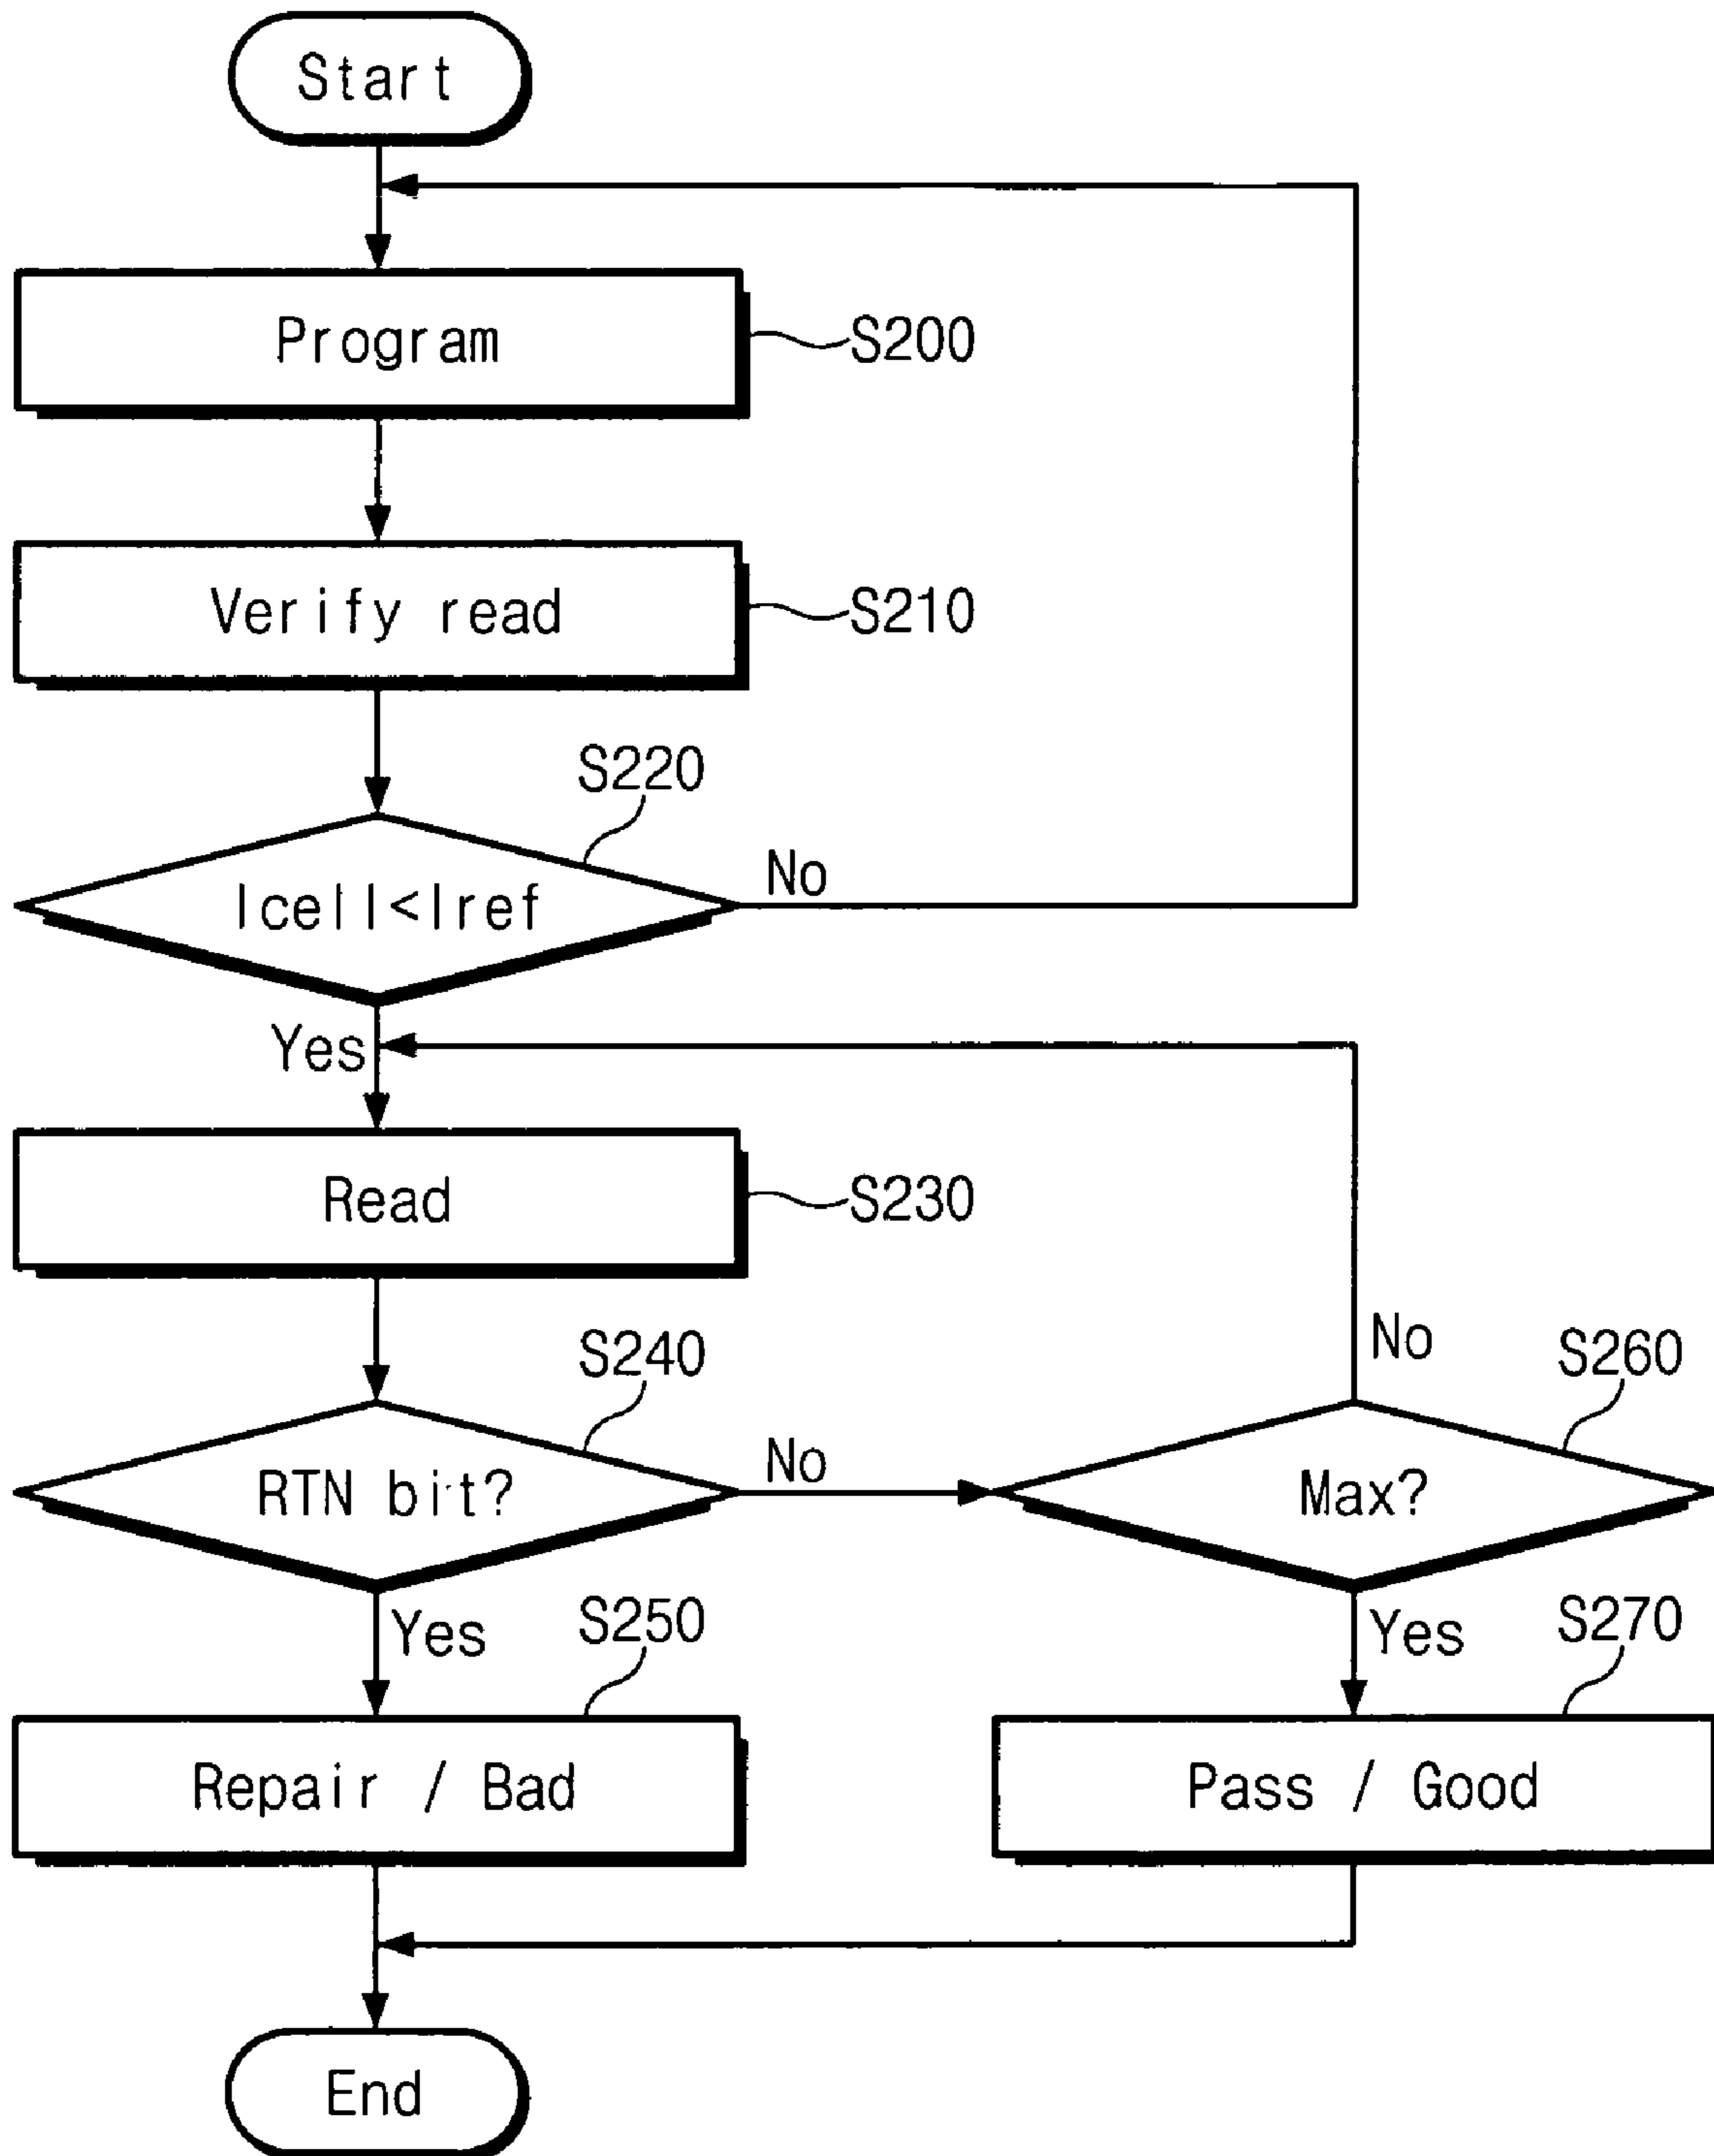 Start
Program
S200
Verify read
S210
S220
Icell<Iref
No
Yes
Read
S230
S240
No
S260
RTN bit?
No
Max?
Yes
S250
Yes
S270
Repair / Bad
Pass / Good
End